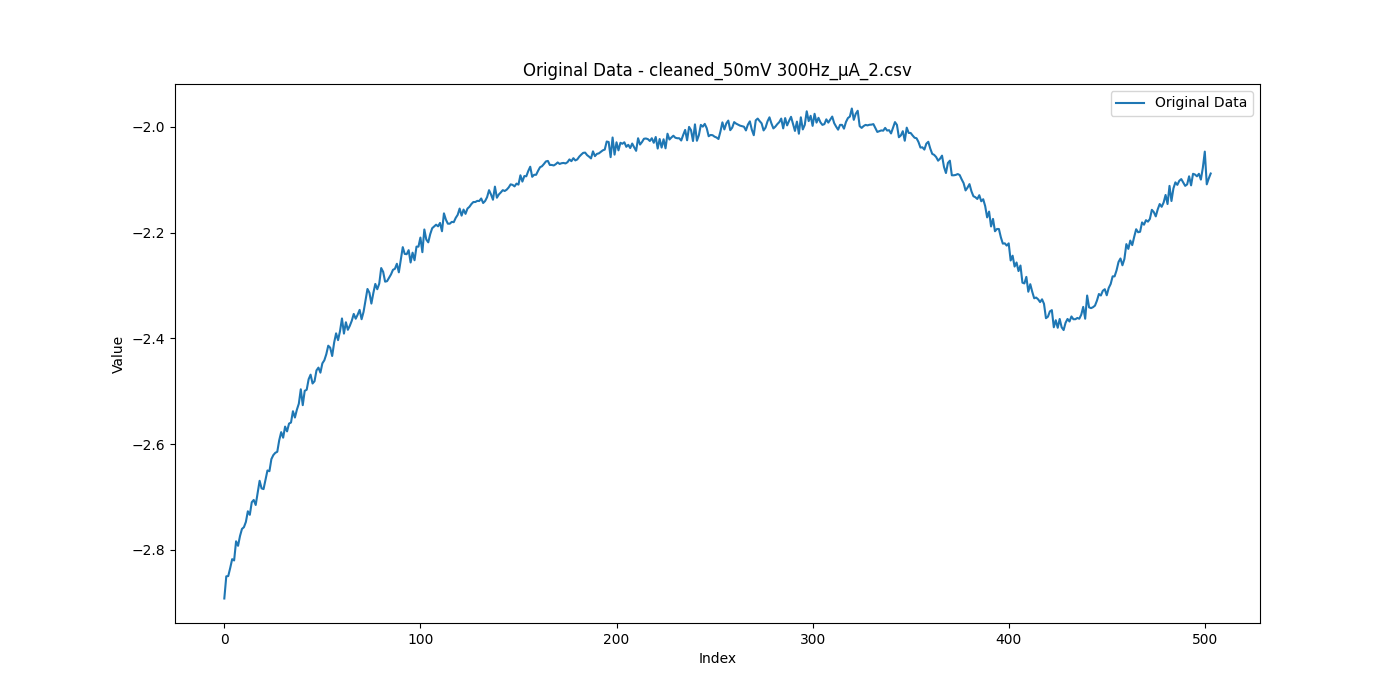 Original Data - cleaned_50mV 300Hz_µA_2.csv
Original Data
−2.0
−2.2
−2.4
−2.6
−2.8
Value
0 100 200 300 400 500
Index